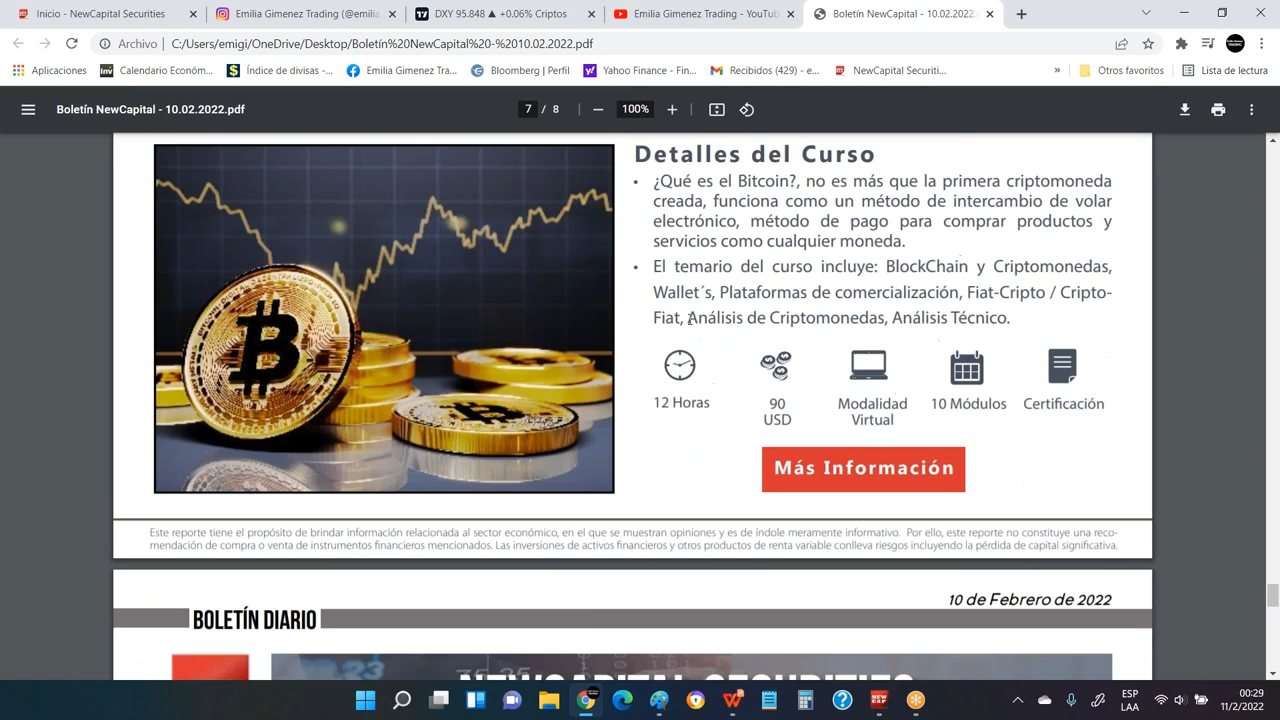 Inicio - NewCapital Securities
Emilia Gimenez Trading (@emilia
DXY 95.848 ▲ +0.06% Criptos
Emilia Gimenez Trading - YouTub
Boletín NewCapital - 10.02.2022.
Archivo
C:/Users/emigi/OneDrive/Desktop/Boletín%20NewCapital%20-%2010.02.2022.pdf
Aplicaciones
Calendario Económ...
Índice de divisas -...
Emilia Gimenez Tra...
Bloomberg | Perfil
Yahoo Finance - Fin...
Recibidos (429) - e...
NewCapital Securiti...
»
Otros favoritos
Lista de lectura
Boletín NewCapital - 10.02.2022.pdf
7 / 8
100%
Detalles del Curso
• ¿Qué es el Bitcoin?, no es más que la primera criptomoneda
creada, funciona como un método de intercambio de volar
electrónico, método de pago para comprar productos y
servicios como cualquier moneda.
• El temario del curso incluye: BlockChain y Criptomonedas,
Wallet´s, Plataformas de comercialización, Fiat-Cripto / Cripto-
Fiat, Análisis de Criptomonedas, Análisis Técnico.
12 Horas
90
USD
Modalidad
Virtual
10 Módulos
Certificación
Más Información
Este reporte tiene el propósito de brindar información relacionada al sector económico, en el que se muestran opiniones y es de índole meramente informativo. Por ello, este reporte no constituye una reco-
mendación de compra o venta de instrumentos financieros mencionados. Las inversiones de activos financieros y otros productos de renta variable conlleva riesgos incluyendo la pérdida de capital significativa.
10 de Febrero de 2022
BOLETÍN DIARIO
NEWCAPITAL SECURITIES
ESP
LAA
00:29
11/2/2022